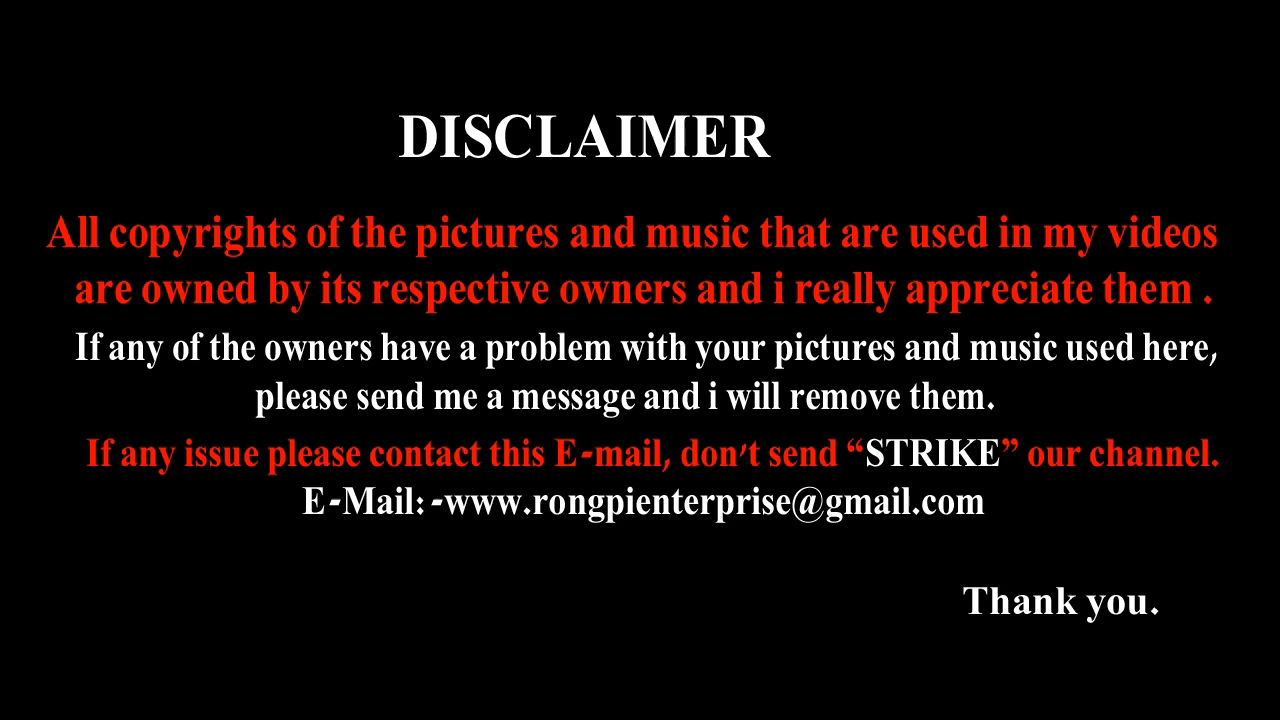 DISCLAIMER
All copyrights of the pictures and music that are used in my videos
are owned by its respective owners and i really appreciate them .
If any of the owners have a problem with your pictures and music used here,
please send me a message and i will remove them.
If any issue please contact this E-mail, don't send “STRIKE” our channel.
E-Mail:-www.rongpienterprise@gmail.com
Thank you.